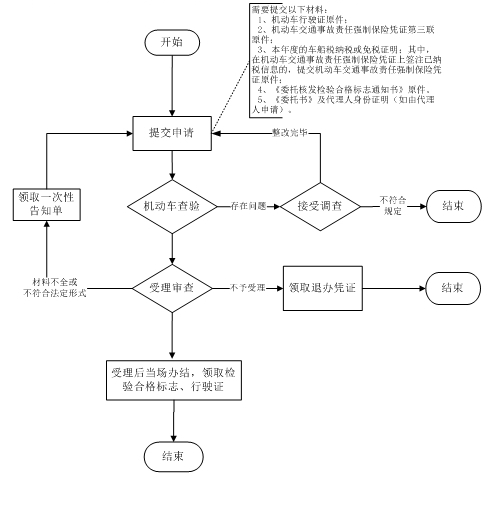 需要提交以下材料：
1、机动车行驶证原件；
2、机动车交通事故责任强制保险凭证第三联
原件；
3、本年度的车船税纳税或免税证明；其中，
在机动车交通事故责任强制保险凭证上签注已纳
税信息的，提交机动车交通事故责任强制保险凭
证原件；
4、《委托核发检验合格标志通知书》原件。
5、《委托书》及代理人身份证明（如由代理
人申请）。
开始
提交申请
整改完毕
领取一次性
告知单
机动车查验
存在问题
接受调查
不符合
规定
结束
材料不全或
不符合法定形式
受理审查
不予受理
领取退办凭证
结束
受理后当场办结，领取检
验合格标志、行驶证
结束